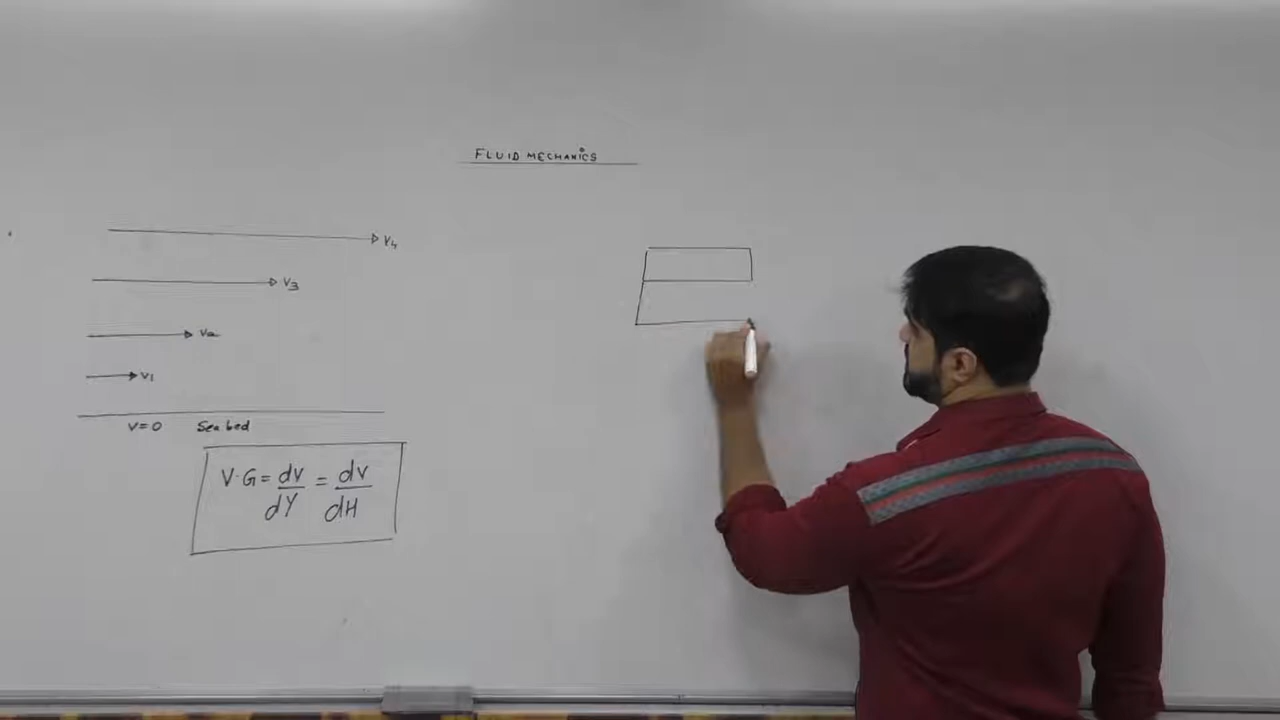 FLUID MECHANICS
V4
V3
V2
V1
V=0 Sea bed
V·G = dv/dY = dv/dH